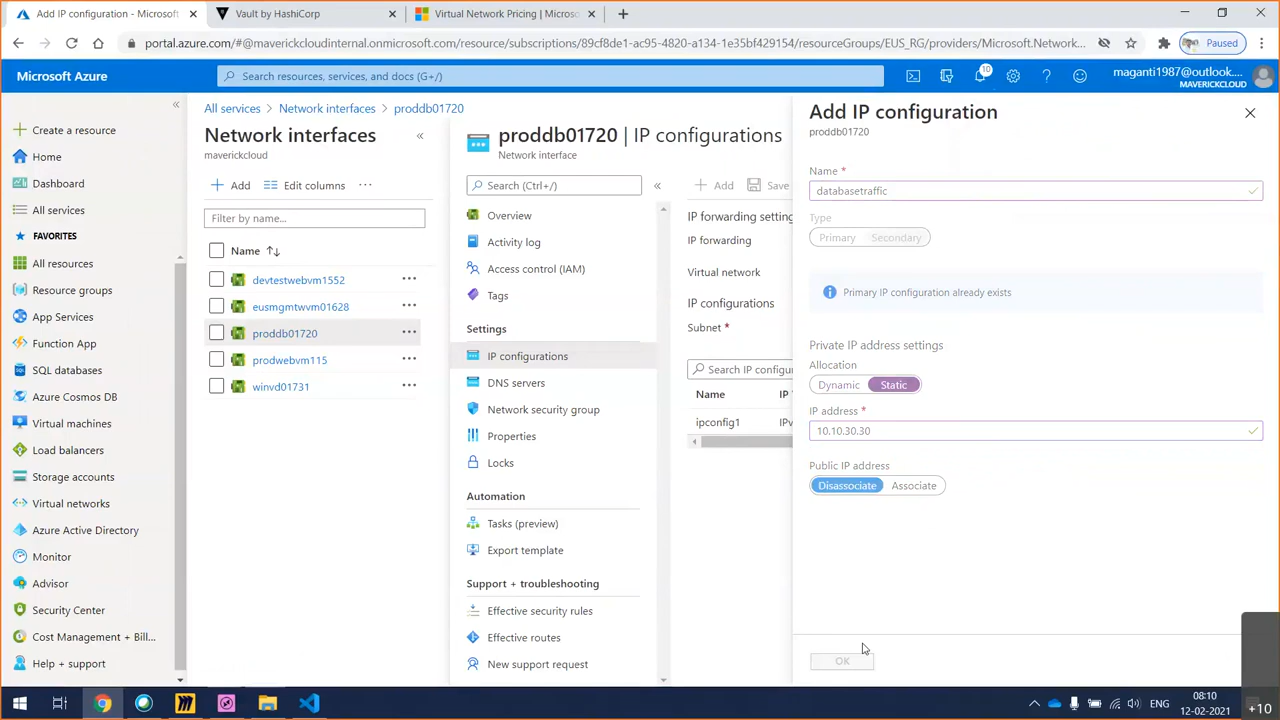 Add IP configuration - Microsoft
Vault by HashiCorp
Virtual Network Pricing | Micros
portal.azure.com/#@maverickcloudinternal.onmicrosoft.com/resource/subscriptions/89cf8de1-ac95-4820-a134-1e35bf429154/resourceGroups/EUS_RG/providers/Microsoft.Network...
Paused
Microsoft Azure
Search resources, services, and docs (G+/)
10
maganti1987@outlook....
MAVERICKCLOUD
Create a resource
Home
Dashboard
All services
FAVORITES
All resources
Resource groups
App Services
Function App
SQL databases
Azure Cosmos DB
Virtual machines
Load balancers
Storage accounts
Virtual networks
Azure Active Directory
Monitor
Advisor
Security Center
Cost Management + Bill...
Help + support
All services > Network interfaces > proddb01720
Network interfaces
maverickcloud
Add
Edit columns
Filter by name...
Name
devtestwebvm1552
eusmgmtwvm01628
proddb01720
prodwebvm115
winvd01731
proddb01720 | IP configurations
Network interface
Search (Ctrl+/)
Overview
Activity log
Access control (IAM)
Tags
Settings
IP configurations
DNS servers
Network security group
Properties
Locks
Automation
Tasks (preview)
Export template
Support + troubleshooting
Effective security rules
Effective routes
New support request
Add
Save
IP forwarding setting
IP forwarding
Virtual network
IP configurations
Subnet *
Search IP configu
Name
IP V
ipconfig1
IPv
Add IP configuration
proddb01720
Name *
databasetraffic
Type
Primary Secondary
Primary IP configuration already exists
Private IP address settings
Allocation
Dynamic Static
IP address *
10.10.30.30
Public IP address
Disassociate Associate
OK
ENG
08:10
12-02-2021
+10